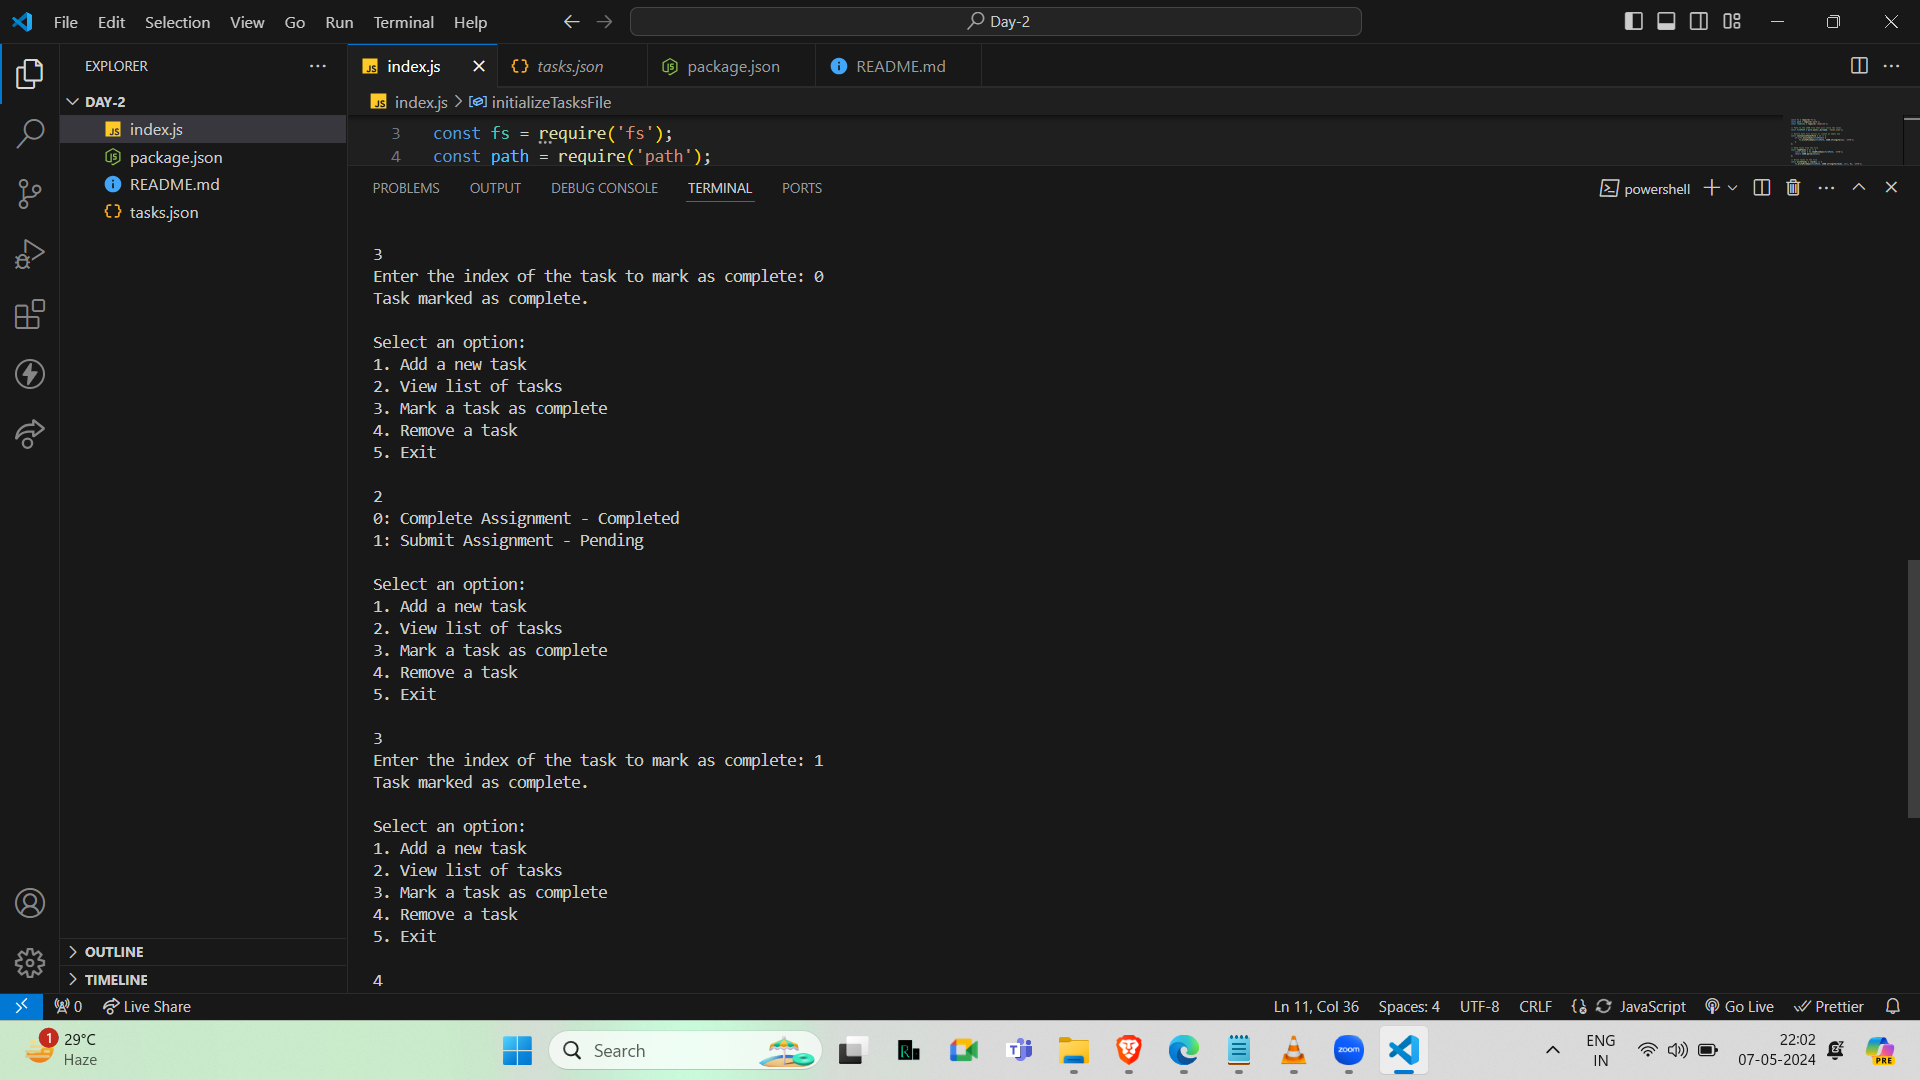 File Edit Selection View Go Run Terminal Help
Day-2
EXPLORER
DAY-2
index.js
package.json
README.md
tasks.json
OUTLINE
TIMELINE
index.js tasks.json package.json README.md
index.js > initializeTasksFile
3 const fs = require('fs');
4 const path = require('path');
PROBLEMS OUTPUT DEBUG CONSOLE TERMINAL PORTS
powershell
3
Enter the index of the task to mark as complete: 0
Task marked as complete.
Select an option:
1. Add a new task
2. View list of tasks
3. Mark a task as complete
4. Remove a task
5. Exit
2
0: Complete Assignment - Completed
1: Submit Assignment - Pending
Select an option:
1. Add a new task
2. View list of tasks
3. Mark a task as complete
4. Remove a task
5. Exit
3
Enter the index of the task to mark as complete: 1
Task marked as complete.
Select an option:
1. Add a new task
2. View list of tasks
3. Mark a task as complete
4. Remove a task
5. Exit
4
0 Live Share
Ln 11, Col 36 Spaces: 4 UTF-8 CRLF JavaScript Go Live Prettier
1 29°C
Haze
Search
zoom
ENG
IN
22:02
07-05-2024
PRE